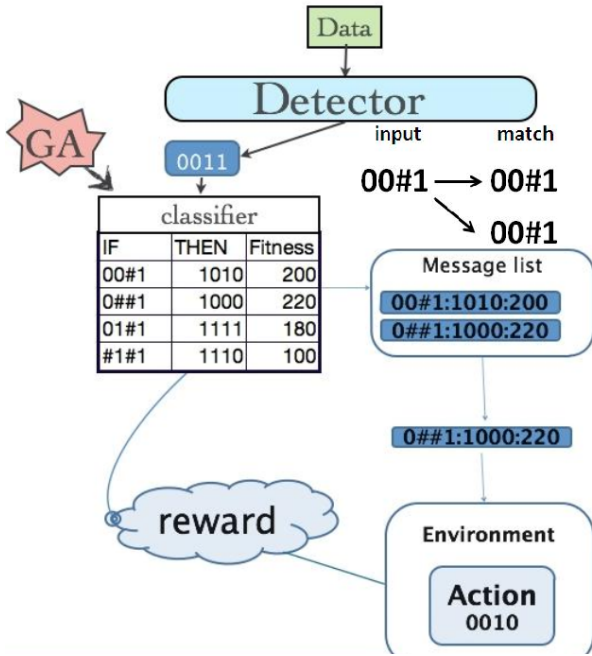 Data
Detector
input match
GA
0011
00#1 00#1
00#1
classifier
IF THEN Fitness
00#1 1010 200
0##1 1000 220
01#1 1111 180
#1#1 1110 100
Message list
00#1:1010:200
0##1:1000:220
0##1:1000:220
reward
Environment
Action
0010